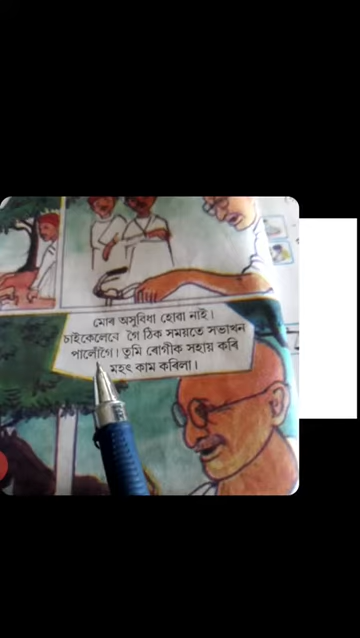 মোৰ অসুবিধা হোৱা নাই।
চাইকেলেৰে গৈ ঠিক সময়তে সভাখন
পালোঁগৈ। তুমি ৰোগীক সহায় কৰি
মহৎ কাম কৰিলা।